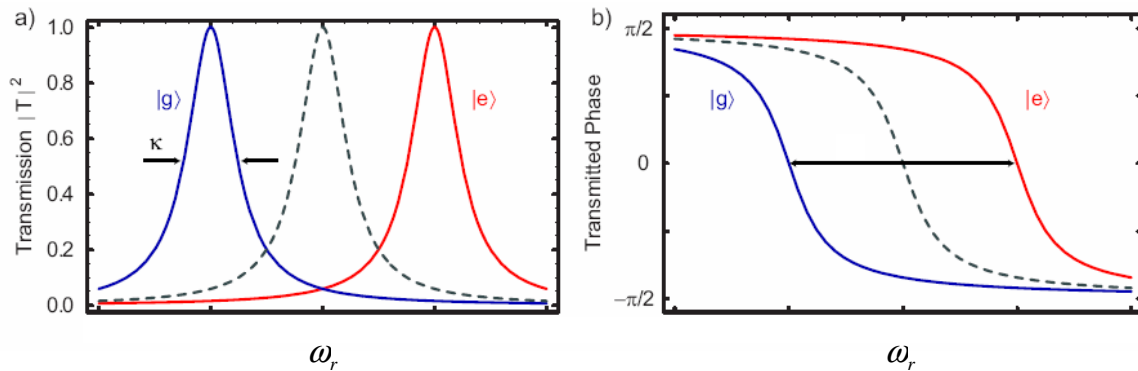 a)
Transmission | T |²
1.0
0.8
0.6
0.4
0.2
0.0
|g⟩
|e⟩
κ
ω_r
b)
Transmitted Phase
π/2
0
−π/2
|g⟩
|e⟩
ω_r